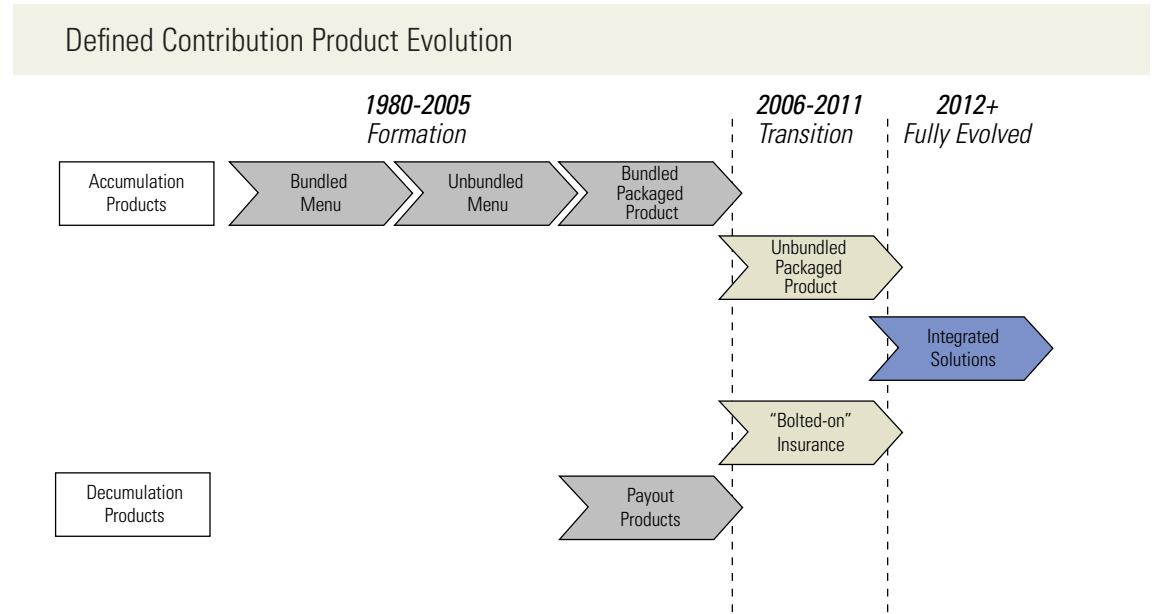 Defined Contribution Product Evolution
1980-2005
Formation
2006-2011
Transition
2012+
Fully Evolved
Accumulation
Products
Bundled
Menu
Unbundled
Menu
Bundled
Packaged
Product
Unbundled
Packaged
Product
Integrated
Solutions
“Bolted-on”
Insurance
Decumulation
Products
Payout
Products